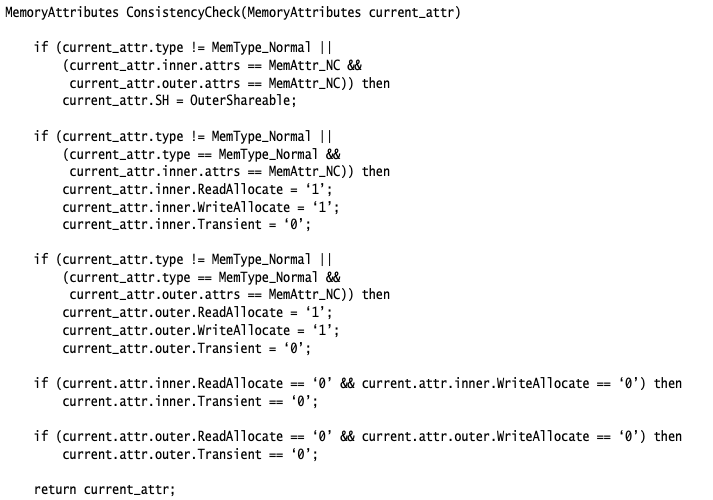 MemoryAttributes ConsistencyCheck(MemoryAttributes current_attr)
if (current_attr.type != MemType_Normal ||
(current_attr.inner.attrs == MemAttr_NC &&
current_attr.outer.attrs == MemAttr_NC)) then
current_attr.SH = OuterShareable;
if (current_attr.type != MemType_Normal ||
(current_attr.type == MemType_Normal &&
current_attr.inner.attrs == MemAttr_NC)) then
current_attr.inner.ReadAllocate = ‘1’;
current_attr.inner.WriteAllocate = ‘1’;
current_attr.inner.Transient = ‘0’;
if (current_attr.type != MemType_Normal ||
(current_attr.type == MemType_Normal &&
current_attr.outer.attrs == MemAttr_NC)) then
current_attr.outer.ReadAllocate = ‘1’;
current_attr.outer.WriteAllocate = ‘1’;
current_attr.outer.Transient = ‘0’;
if (current.attr.inner.ReadAllocate == ‘0’ && current.attr.inner.WriteAllocate == ‘0’) then
current.attr.inner.Transient == ‘0’;
if (current.attr.outer.ReadAllocate == ‘0’ && current.attr.outer.WriteAllocate == ‘0’) then
current.attr.outer.Transient == ‘0’;
return current_attr;